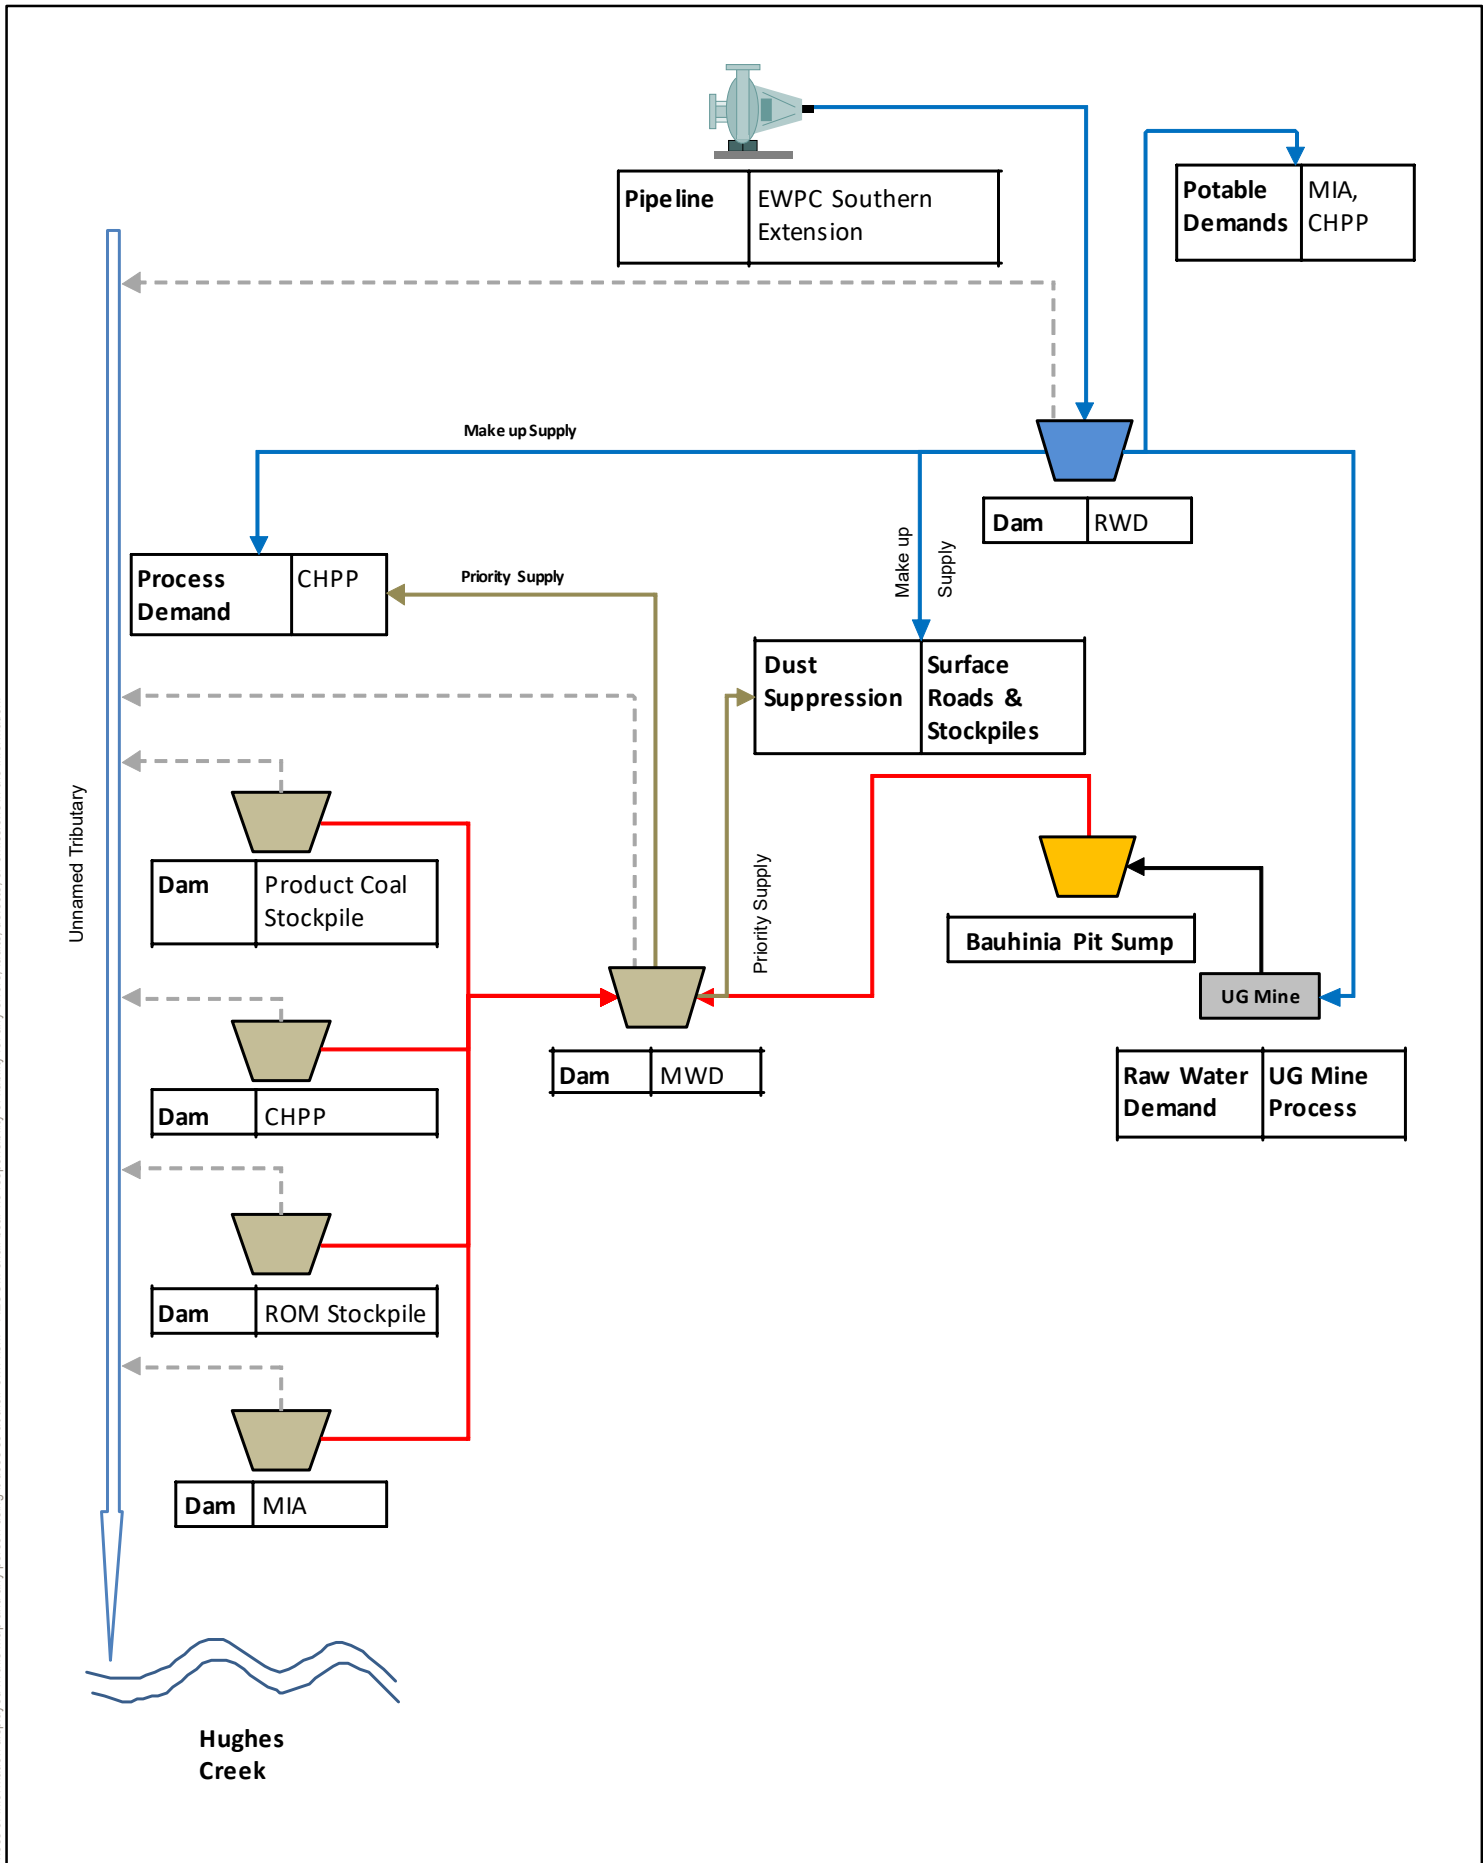 Pipeline
EWPC Southern
Extension
Potable
Demands
MIA,
CHPP
Make up Supply
Dam
RWD
Make up
Supply
Process
Demand
CHPP
Priority Supply
Dust
Suppression
Surface
Roads &
Stockpiles
Unnamed Tributary
Dam
Product Coal
Stockpile
Priority Supply
Bauhinia Pit Sump
UG Mine
Dam
MWD
Raw Water
Demand
UG Mine
Process
Dam
CHPP
Dam
ROM Stockpile
Dam
MIA
Hughes
Creek